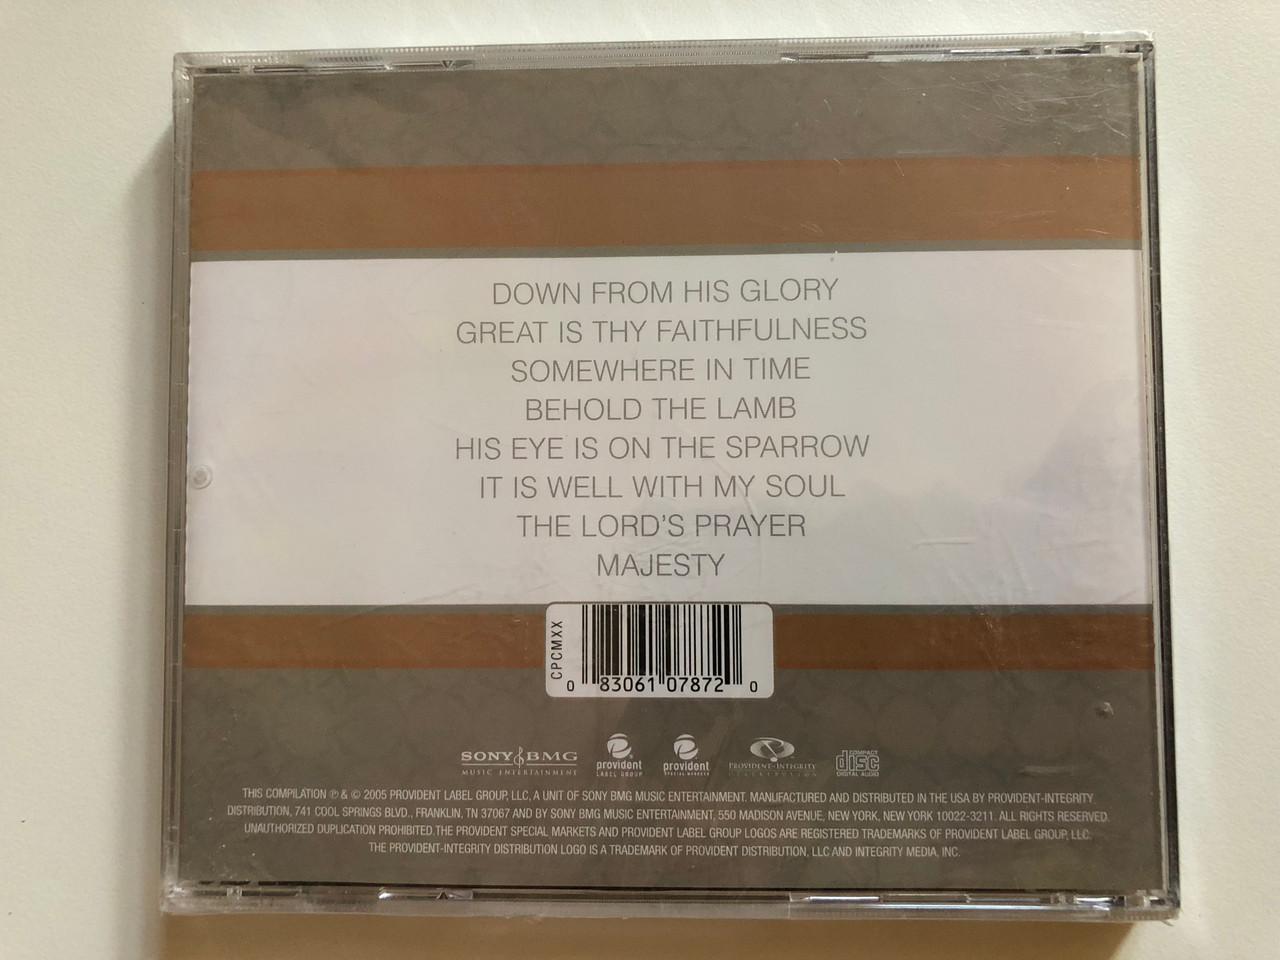 DOWN FROM HIS GLORY
GREAT IS THY FAITHFULNESS
SOMEWHERE IN TIME
BEHOLD THE LAMB
HIS EYE IS ON THE SPARROW
IT IS WELL WITH MY SOUL
THE LORD'S PRAYER
MAJESTY
CPCMXX
0 83061 07872 0
SONY BMG
MUSIC ENTERTAINMENT
provident
LABEL GROUP
provident
SPECIAL MARKETS
PROVIDENT-INTEGRITY
DISTRIBUTION
COMPACT
disc
DIGITAL AUDIO
THIS COMPILATION ℗ & © 2005 PROVIDENT LABEL GROUP, LLC, A UNIT OF SONY BMG MUSIC ENTERTAINMENT. MANUFACTURED AND DISTRIBUTED IN THE USA BY PROVIDENT-INTEGRITY
DISTRIBUTION, 741 COOL SPRINGS BLVD., FRANKLIN, TN 37067 AND BY SONY BMG MUSIC ENTERTAINMENT, 550 MADISON AVENUE, NEW YORK, NEW YORK 10022-3211. ALL RIGHTS RESERVED.
UNAUTHORIZED DUPLICATION PROHIBITED. THE PROVIDENT SPECIAL MARKETS AND PROVIDENT LABEL GROUP LOGOS ARE REGISTERED TRADEMARKS OF PROVIDENT LABEL GROUP, LLC.
THE PROVIDENT-INTEGRITY DISTRIBUTION LOGO IS A TRADEMARK OF PROVIDENT DISTRIBUTION, LLC AND INTEGRITY MEDIA, INC.